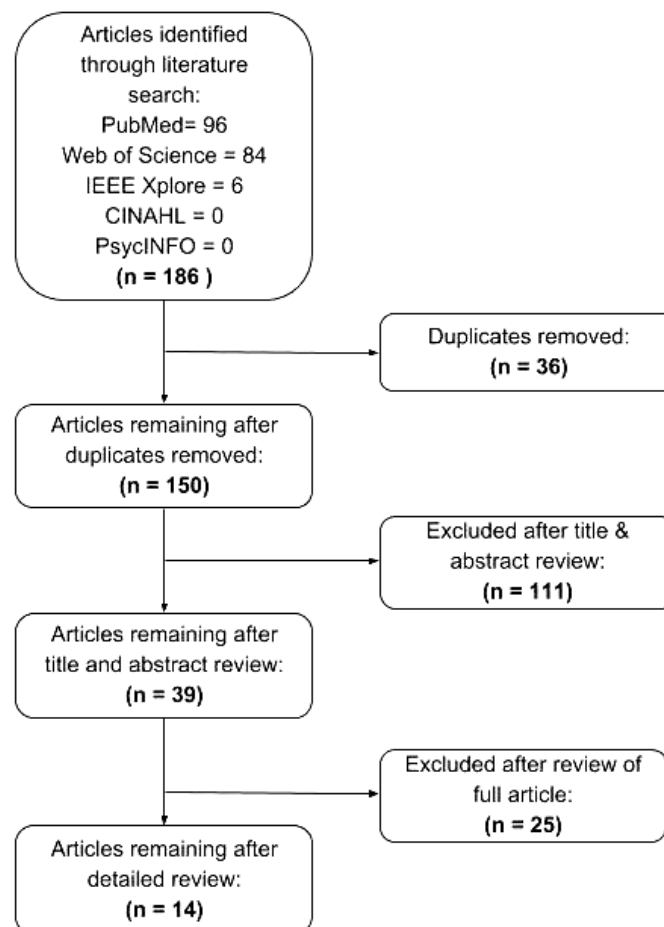 Articles identified
through literature
search:
PubMed= 96
Web of Science = 84
IEEE Xplore = 6
CINAHL = 0
PsycINFO = 0
(n = 186 )
Duplicates removed:
(n = 36)
Articles remaining after
duplicates removed:
(n = 150)
Excluded after title &
abstract review:
(n = 111)
Articles remaining after
title and abstract review:
(n = 39)
Excluded after review of
full article:
(n = 25)
Articles remaining after
detailed review:
(n = 14)